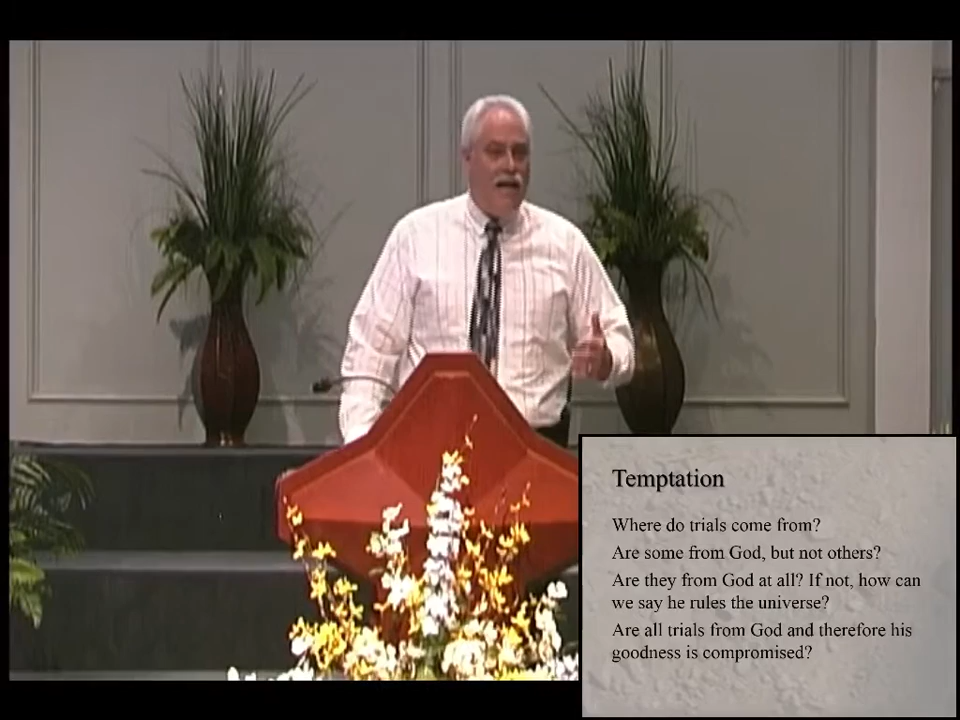 Temptation
Where do trials come from?
Are some from God, but not others?
Are they from God at all? If not, how can
we say he rules the universe?
Are all trials from God and therefore his
goodness is compromised?